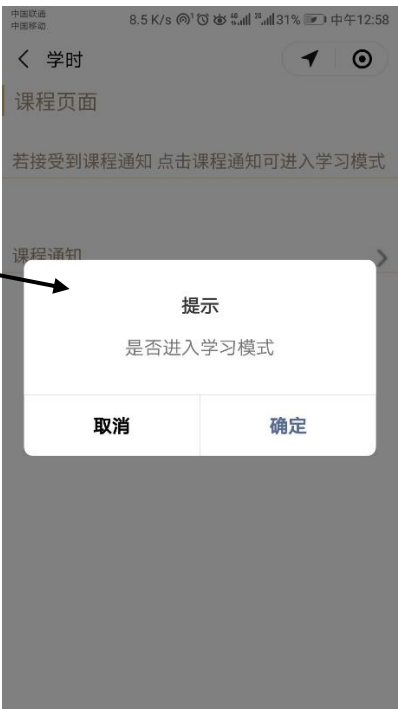 中国联通
中国移动
8.5 K/s 31% 中午12:58
学时
课程页面
若接受到课程通知 点击课程通知可进入学习模式
课程通知
提示
是否进入学习模式
取消 确定